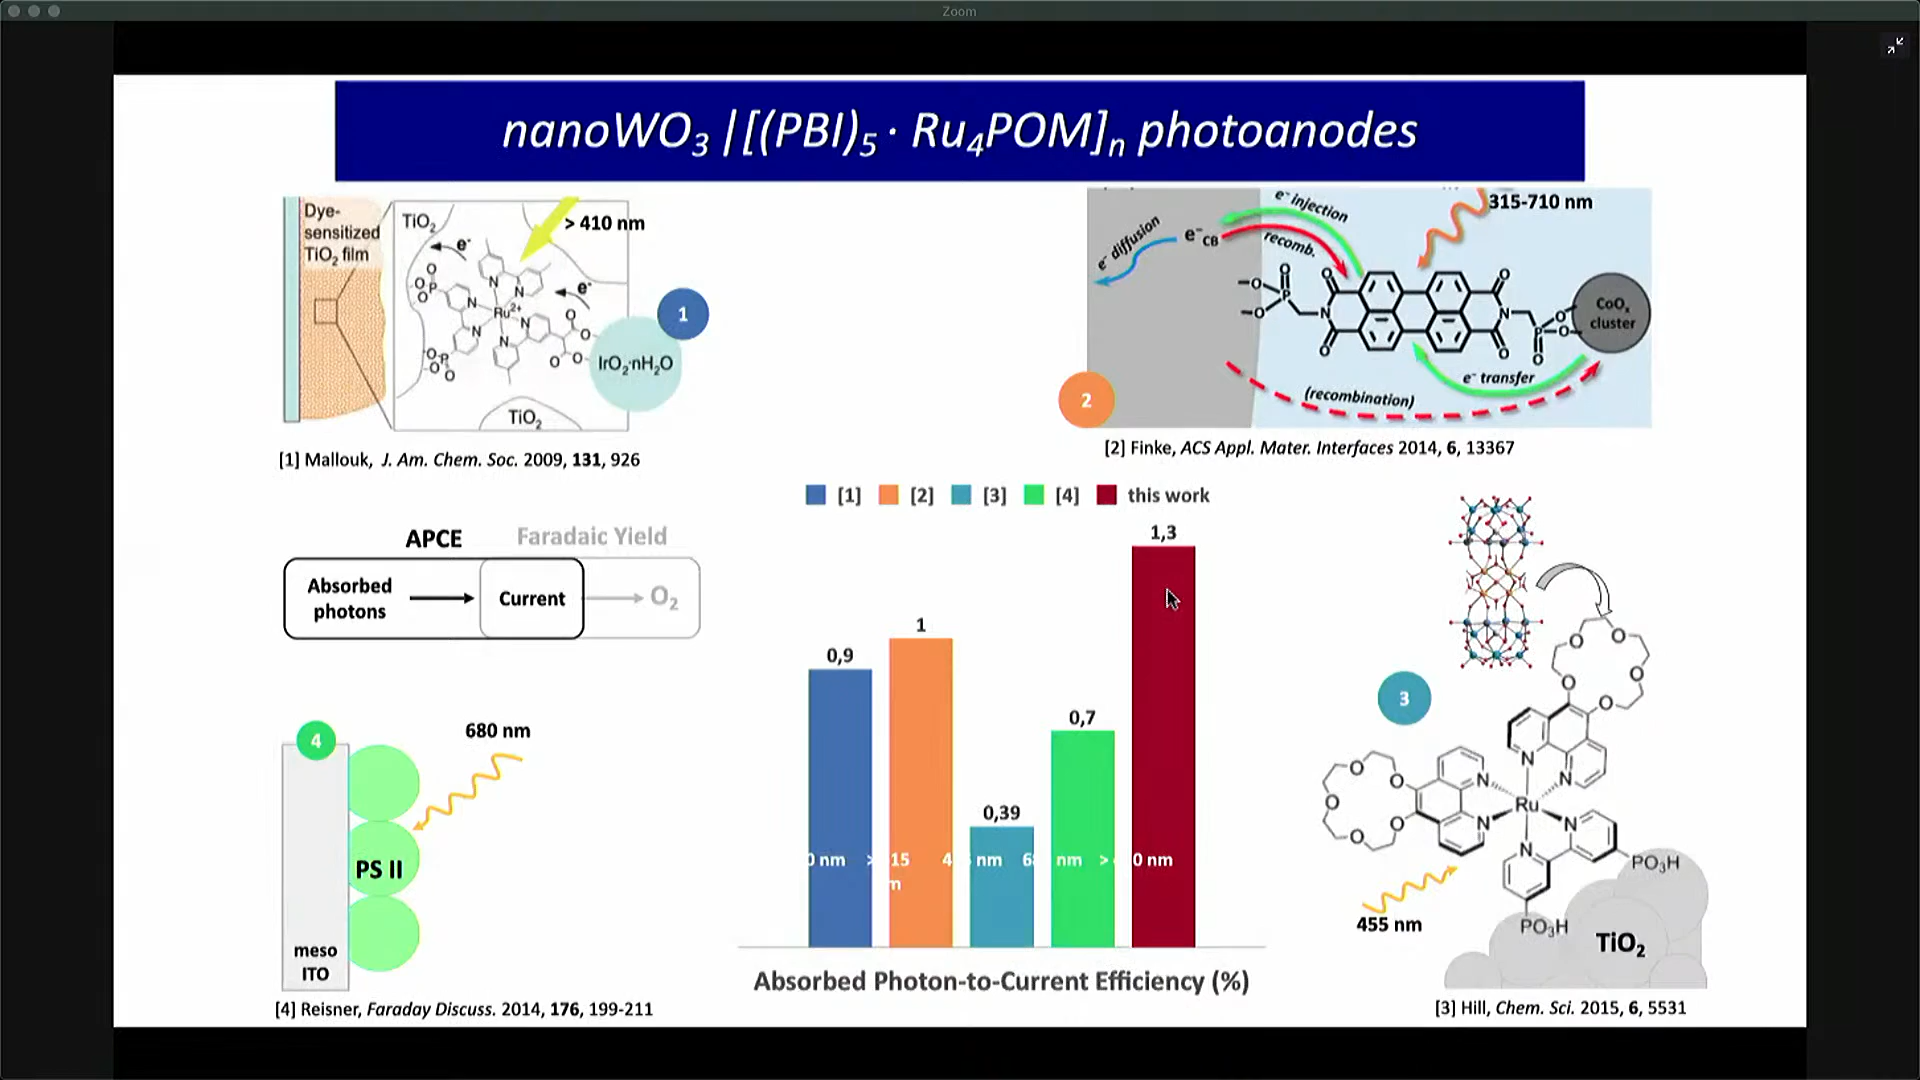 Zoom
nanoWO₃ |[(PBI)₅ · Ru₄POM]ₙ photoanodes
Dye-
sensitized
TiO₂ film
TiO₂
> 410 nm
e⁻
e⁻
Ru²⁺
IrO₂·nH₂O
TiO₂
1
[1] Mallouk, J. Am. Chem. Soc. 2009, 131, 926
315-710 nm
e⁻ injection
recomb.
e⁻ diffusion
e⁻CB
CoOₓ
cluster
e⁻ transfer
(recombination)
2
[2] Finke, ACS Appl. Mater. Interfaces 2014, 6, 13367
APCE
Faradaic Yield
Absorbed
photons
Current
O₂
[1] [2] [3] [4] this work
0,9
1
0,39
0,7
1,3
Absorbed Photon-to-Current Efficiency (%)
4
680 nm
PS II
meso
ITO
[4] Reisner, Faraday Discuss. 2014, 176, 199-211
3
Ru
455 nm
PO₃H
PO₃H
TiO₂
[3] Hill, Chem. Sci. 2015, 6, 5531